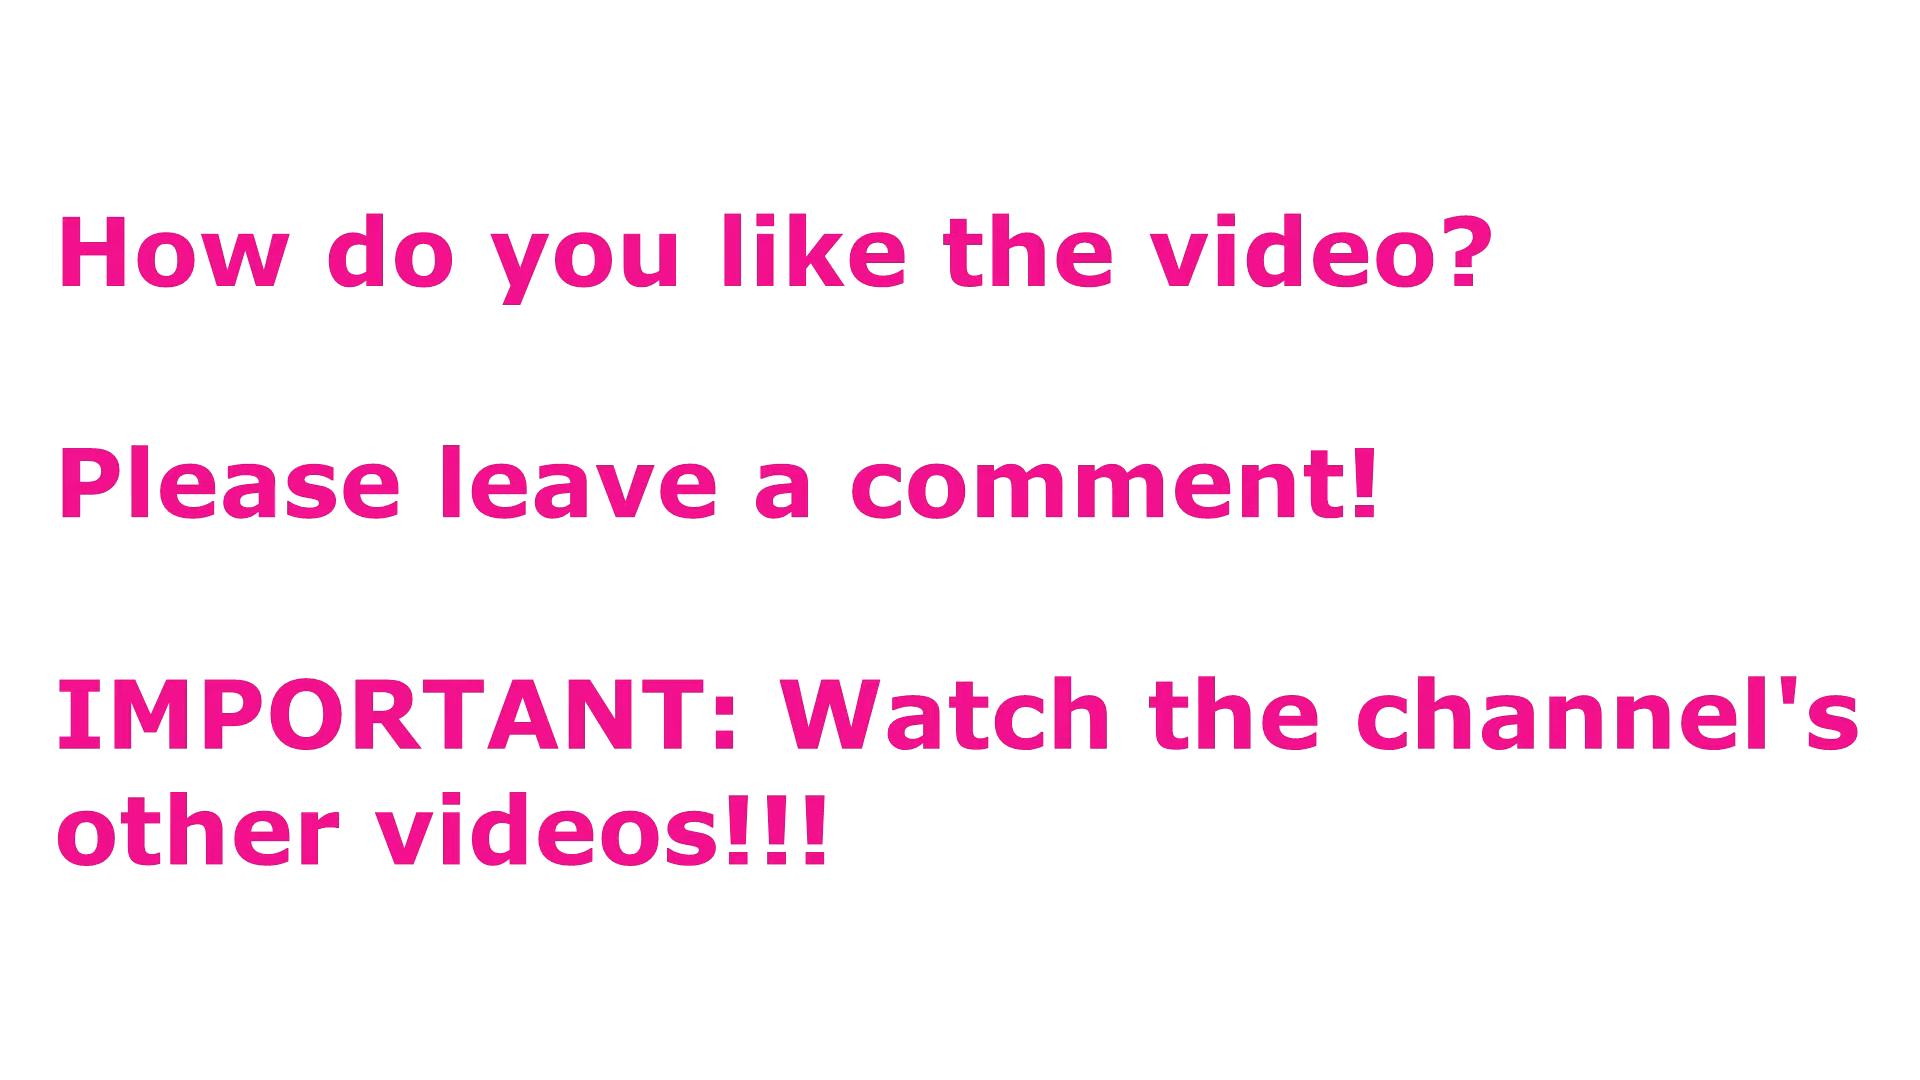 How do you like the video?
Please leave a comment!
IMPORTANT: Watch the channel's
other videos!!!